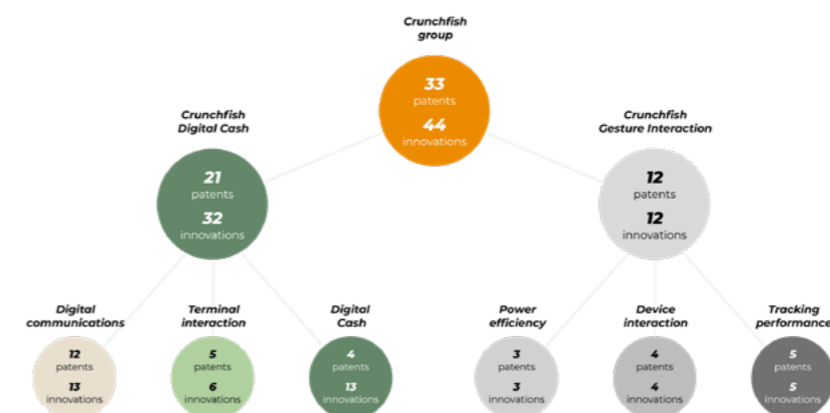 Crunchfish
group
33
patents
44
innovations
Crunchfish
Digital Cash
21
patents
32
innovations
Crunchfish
Gesture Interaction
12
patents
12
innovations
Digital
communications
12
patents
13
innovations
Terminal
interaction
5
patents
6
innovations
Digital
Cash
4
patents
13
innovations
Power
efficiency
3
patents
3
innovations
Device
interaction
4
patents
4
innovations
Tracking
performance
5
patents
5
innovations